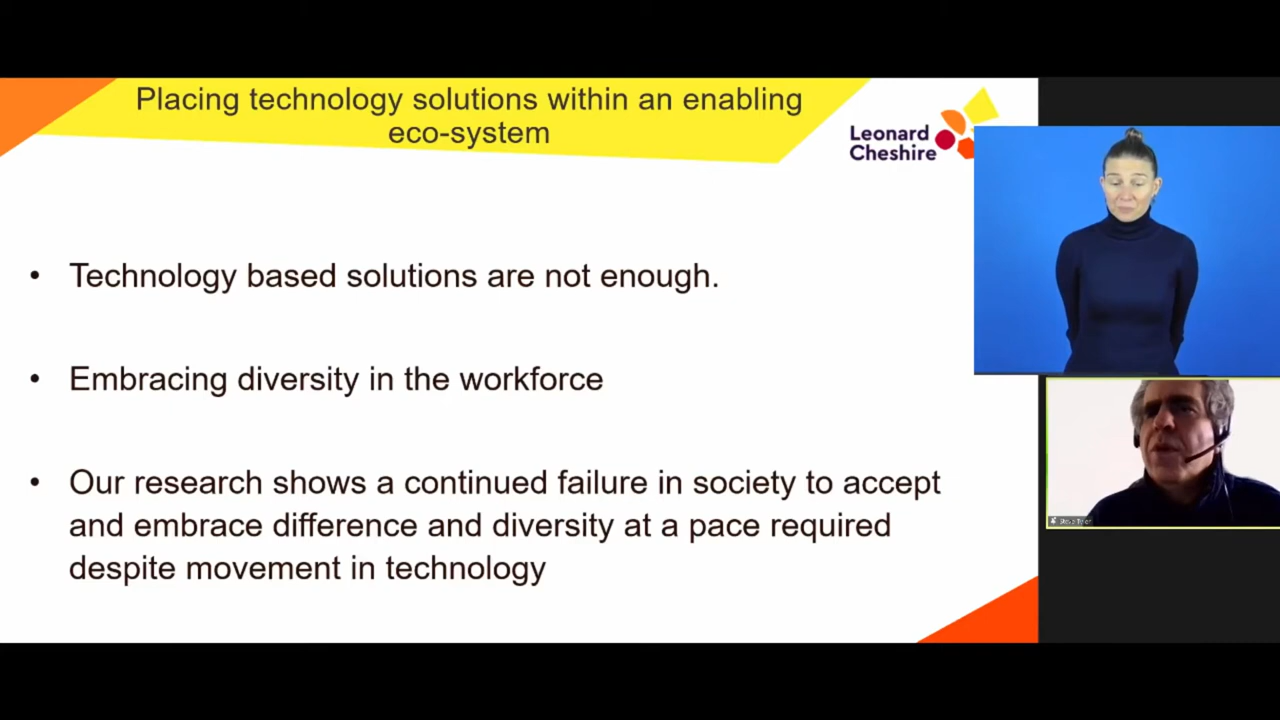 Placing technology solutions within an enabling
eco-system
Leonard
Cheshire
• Technology based solutions are not enough.
• Embracing diversity in the workforce
• Our research shows a continued failure in society to accept
and embrace difference and diversity at a pace required
despite movement in technology
Steve Tyler